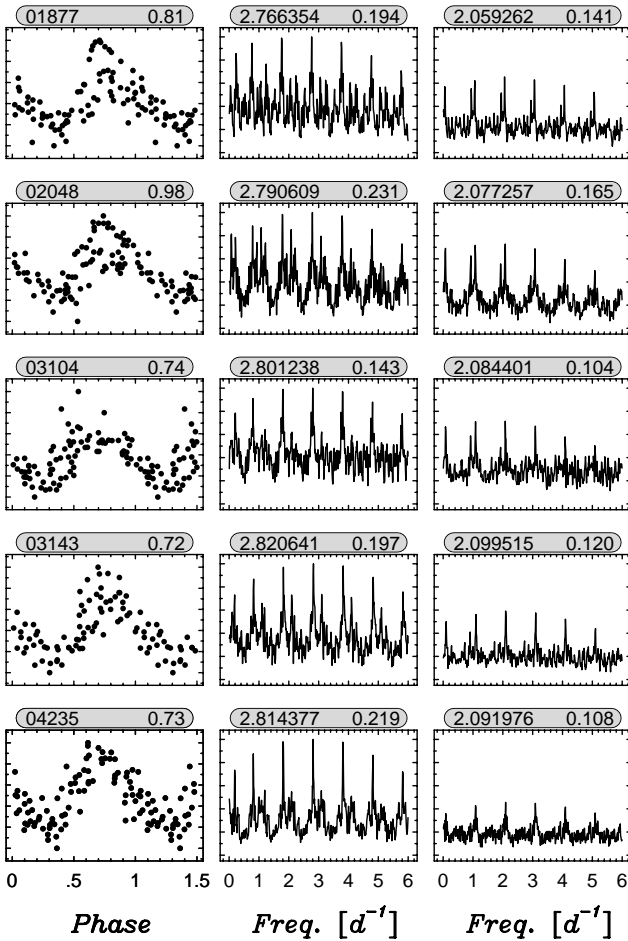 01877 0.81 2.766354 0.194 2.059262 0.141
02048 0.98 2.790609 0.231 2.077257 0.165
03104 0.74 2.801238 0.143 2.084401 0.104
03143 0.72 2.820641 0.197 2.099515 0.120
04235 0.73 2.814377 0.219 2.091976 0.108
0 .5 1 1.5 0 1 2 3 4 5 6 0 1 2 3 4 5 6
Phase Freq. [d⁻¹] Freq. [d⁻¹]